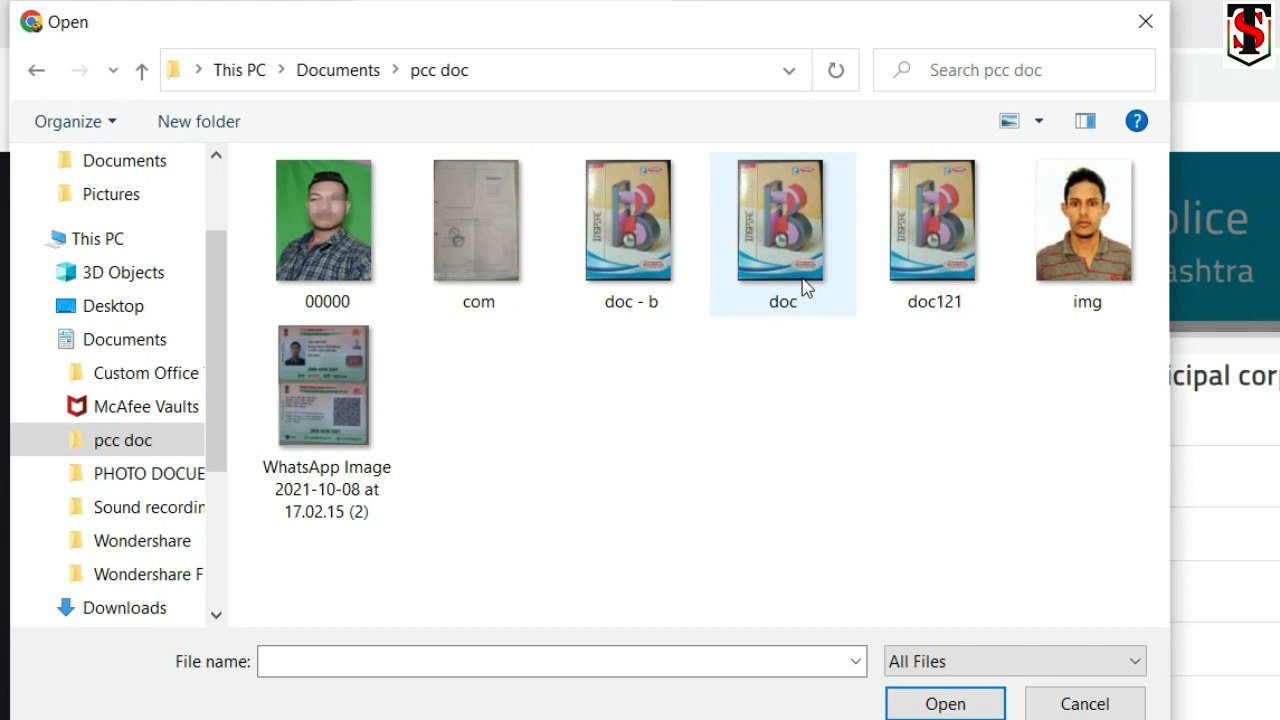 Open
This PC > Documents > pcc doc
Search pcc doc
Organize
New folder
Documents
Pictures
This PC
3D Objects
Desktop
Documents
Custom Office
McAfee Vaults
pcc doc
PHOTO DOCUE
Sound recordin
Wondershare
Wondershare F
Downloads
00000
com
doc - b
doc
doc121
img
WhatsApp Image
2021-10-08 at
17.02.15 (2)
File name:
All Files
Open
Cancel
olice
ashtra
icipal corp
TS